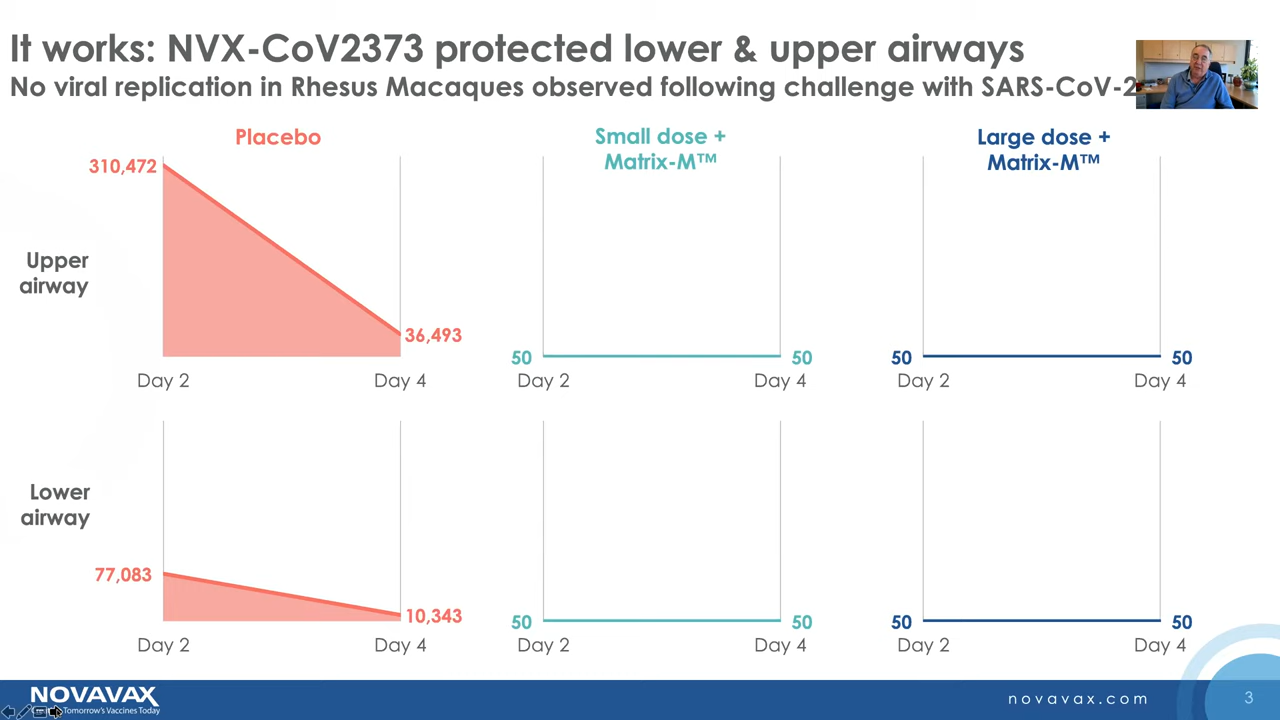 It works: NVX-CoV2373 protected lower & upper airways
No viral replication in Rhesus Macaques observed following challenge with SARS-CoV-2
Placebo
Small dose +
Matrix-M™
Large dose +
Matrix-M™
Upper
airway
310,472
36,493
Day 2
Day 4
50
50
Day 2
Day 4
50
50
Day 2
Day 4
Lower
airway
77,083
10,343
Day 2
Day 4
50
50
Day 2
Day 4
50
50
Day 2
Day 4
NOVAVAX
Tomorrow's Vaccines Today
novavax.com
3